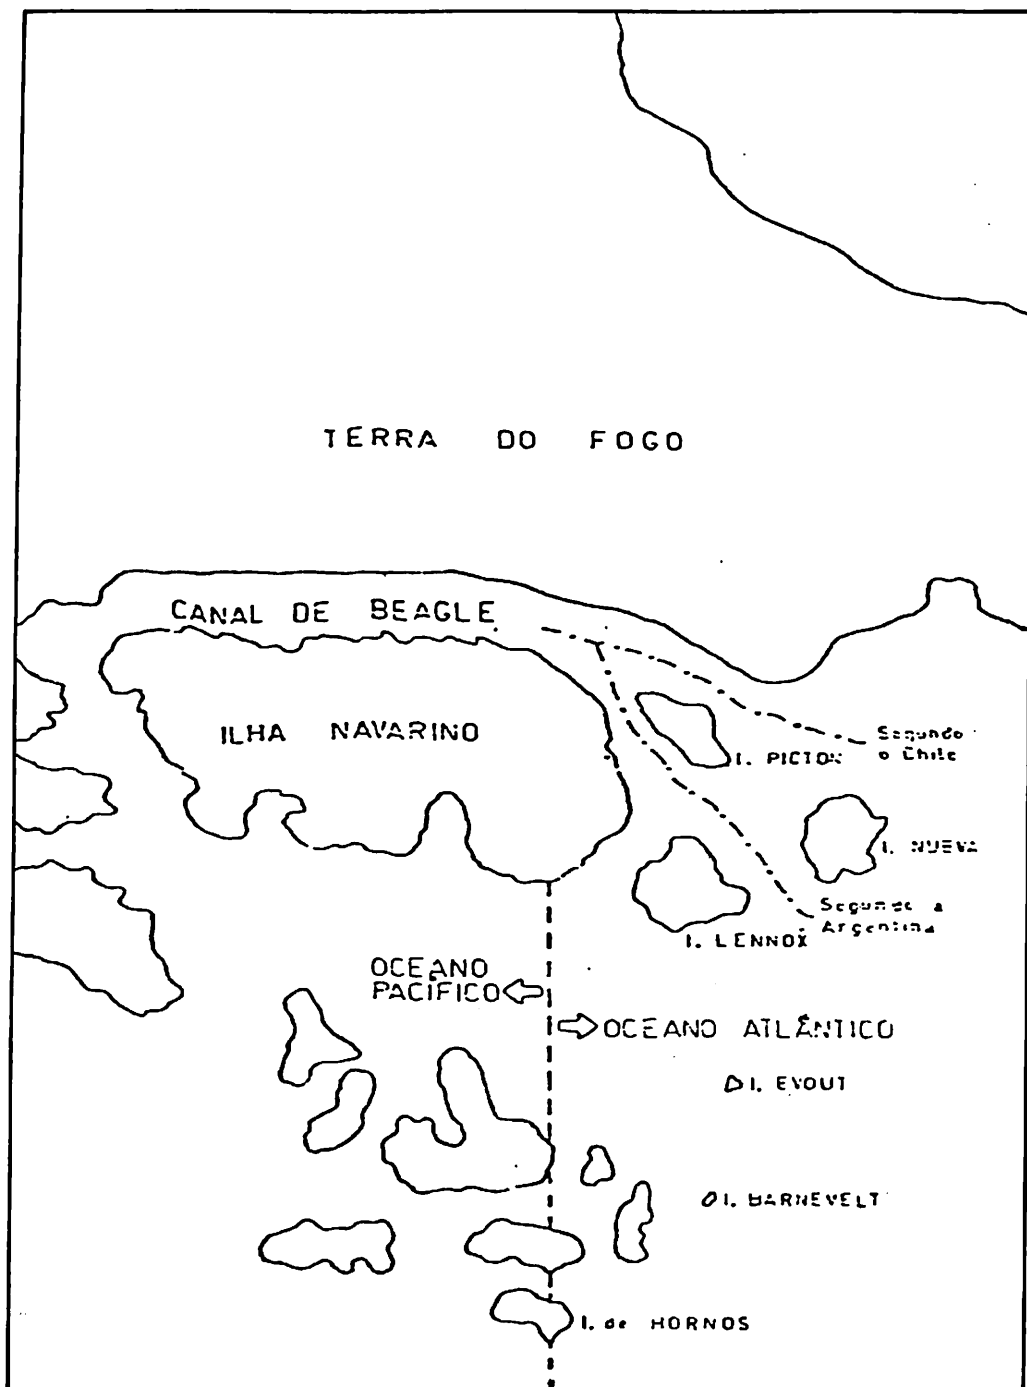 TERRA DO FOGO
CANAL DE BEAGLE
ILHA NAVARINO
Segundo
o Chile
I. PICTON
I. NUEVA
Segundo a
Argentina
I. LENNOX
OCEANO
PACÍFICO
OCEANO ATLÂNTICO
I. EVOUT
I. BARNEVELT
I. de HORNOS